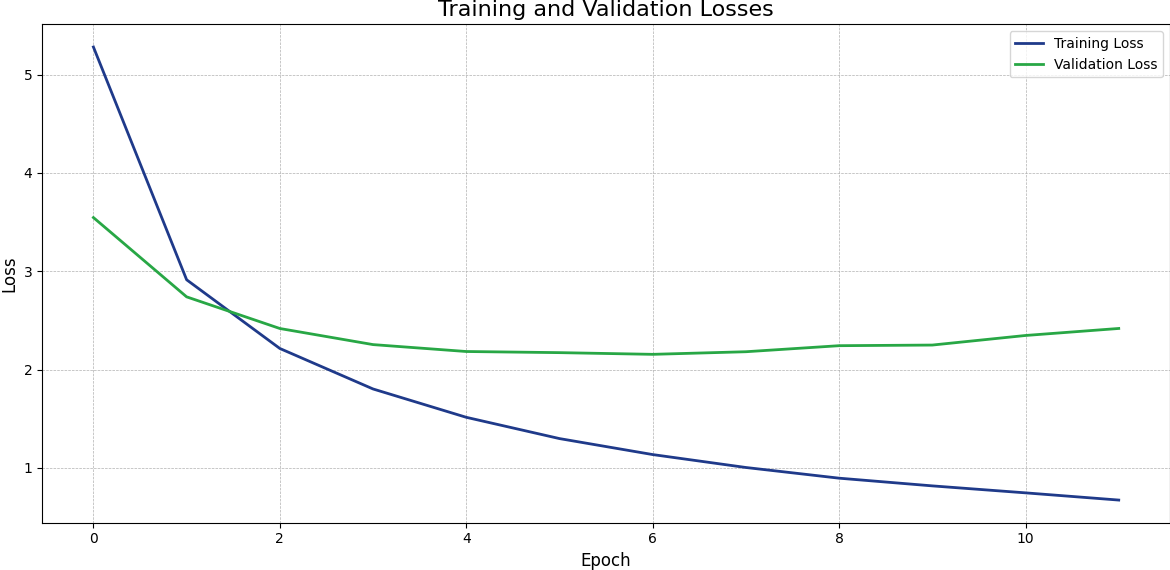 Training and Validation Losses
Training Loss
Validation Loss
5
4
3
2
1
Loss
0 2 4 6 8 10
Epoch